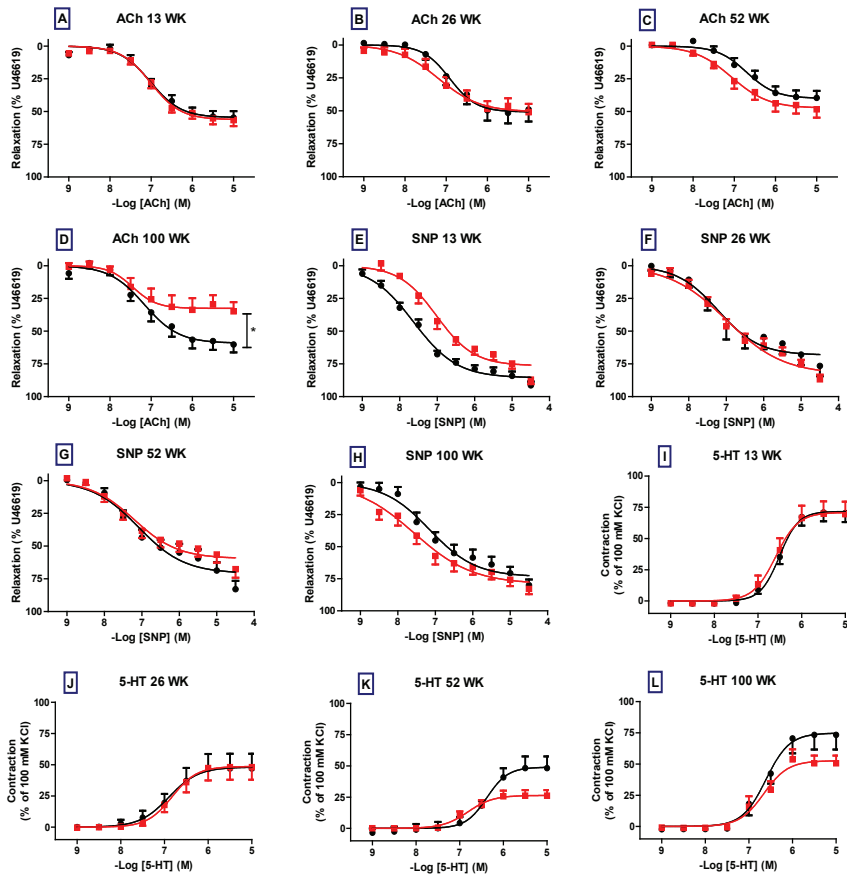 A ACh 13 WK
0
25
50
75
100
Relaxation (% U46619)
9 8 7 6 5
-Log [ACh] (M)
B ACh 26 WK
0
25
50
75
100
Relaxation (% U46619)
9 8 7 6 5
-Log [ACh] (M)
C ACh 52 WK
0
25
50
75
100
Relaxation (% U46619)
9 8 7 6 5
-Log [ACh] (M)
D ACh 100 WK
0
25
50
75
100
Relaxation (% U46619)
*
9 8 7 6 5
-Log [ACh] (M)
E SNP 13 WK
0
25
50
75
100
Relaxation (% U46619)
9 8 7 6 5 4
-Log [SNP] (M)
F SNP 26 WK
0
25
50
75
100
Relaxation (% U46619)
9 8 7 6 5 4
-Log [SNP] (M)
G SNP 52 WK
0
25
50
75
100
Relaxation (% U46619)
9 8 7 6 5 4
-Log [SNP] (M)
H SNP 100 WK
0
25
50
75
100
Relaxation (% U46619)
9 8 7 6 5 4
-Log [SNP] (M)
I 5-HT 13 WK
100
75
50
25
0
Contraction
(% of 100 mM KCl)
9 8 7 6 5
-Log [5-HT] (M)
J 5-HT 26 WK
100
75
50
25
0
Contraction
(% of 100 mM KCl)
9 8 7 6 5
-Log [5-HT] (M)
K 5-HT 52 WK
100
75
50
25
0
Contraction
(% of 100 mM KCl)
9 8 7 6 5
-Log [5-HT] (M)
L 5-HT 100 WK
100
75
50
25
0
Contraction
(% of 100 mM KCl)
9 8 7 6 5
-Log [5-HT] (M)